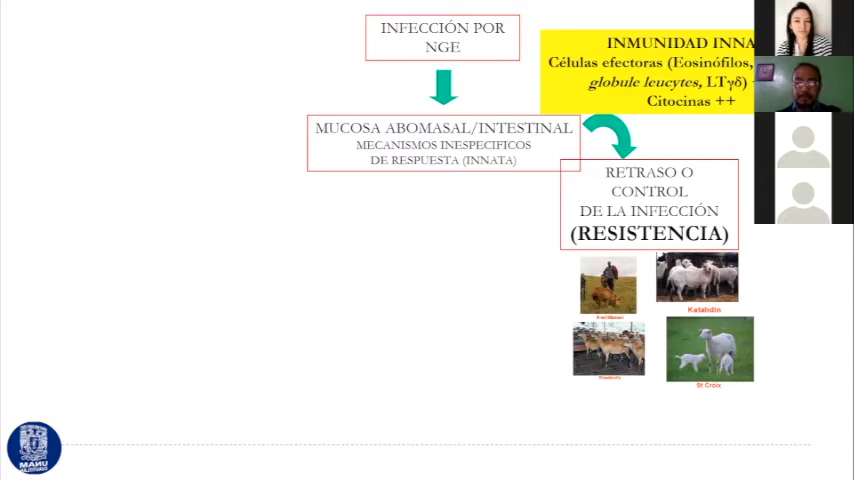 INFECCIÓN POR
NGE
INMUNIDAD INNA
Células efectoras (Eosinófilos,
globule leucytes, LTγδ)
Citocinas ++
MUCOSA ABOMASAL/INTESTINAL
MECANISMOS INESPECIFICOS
DE RESPUESTA (INNATA)
RETRASO O
CONTROL
DE LA INFECCIÓN
(RESISTENCIA)
Katahdin
St Croix